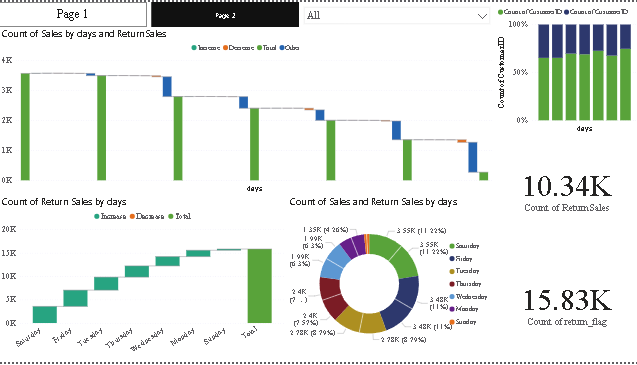 Page 1
Page 2
All
Count of CustomerID
Count of CustomerID
Count of Sales by days and Return Sales
Increase
Decrease
Total
Other
4K
3K
2K
1K
0K
days
100%
50%
0%
Count of CustomerID
days
10.34K
Count of Return Sales
Count of Return Sales by days
Increase
Decrease
Total
20K
15K
10K
5K
0K
Saturday
Friday
Tuesday
Thursday
Wednesday
Monday
Sunday
Total
Count of Sales and Return Sales by days
1.35K (4.26%)
1.99K
(6.3%)
1.99K
(6.3%)
2.4K
(7...)
2.4K
(7.57%)
2.78K (8.79%)
2.78K (8.79%)
3.48K (11%)
3.48K
(11%)
3.55K
(11.22%)
3.55K (11.22%)
Saturday
Friday
Tuesday
Thursday
Wednesday
Monday
Sunday
15.83K
Count of return_flag